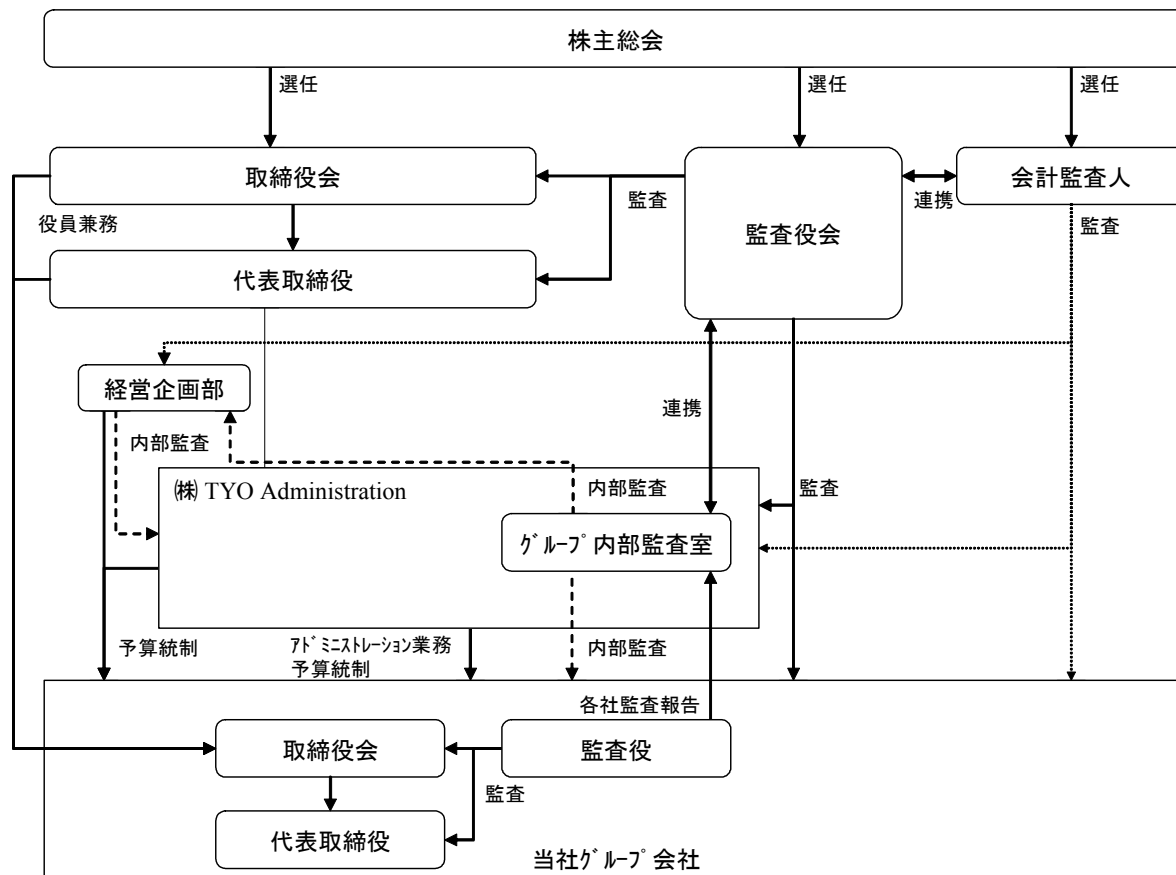 株主総会
選任
選任
選任
取締役会
監査役会
会計監査人
監査
連携
監査
役員兼務
代表取締役
経営企画部
連携
内部監査
㈱ TYO Administration
内部監査
監査
ｸﾞﾙｰﾌﾟ内部監査室
予算統制
ｱﾄﾞﾐﾆｽﾄﾚｰｼｮﾝ業務
予算統制
内部監査
各社監査報告
取締役会
監査役
監査
代表取締役
当社ｸﾞﾙｰﾌﾟ会社